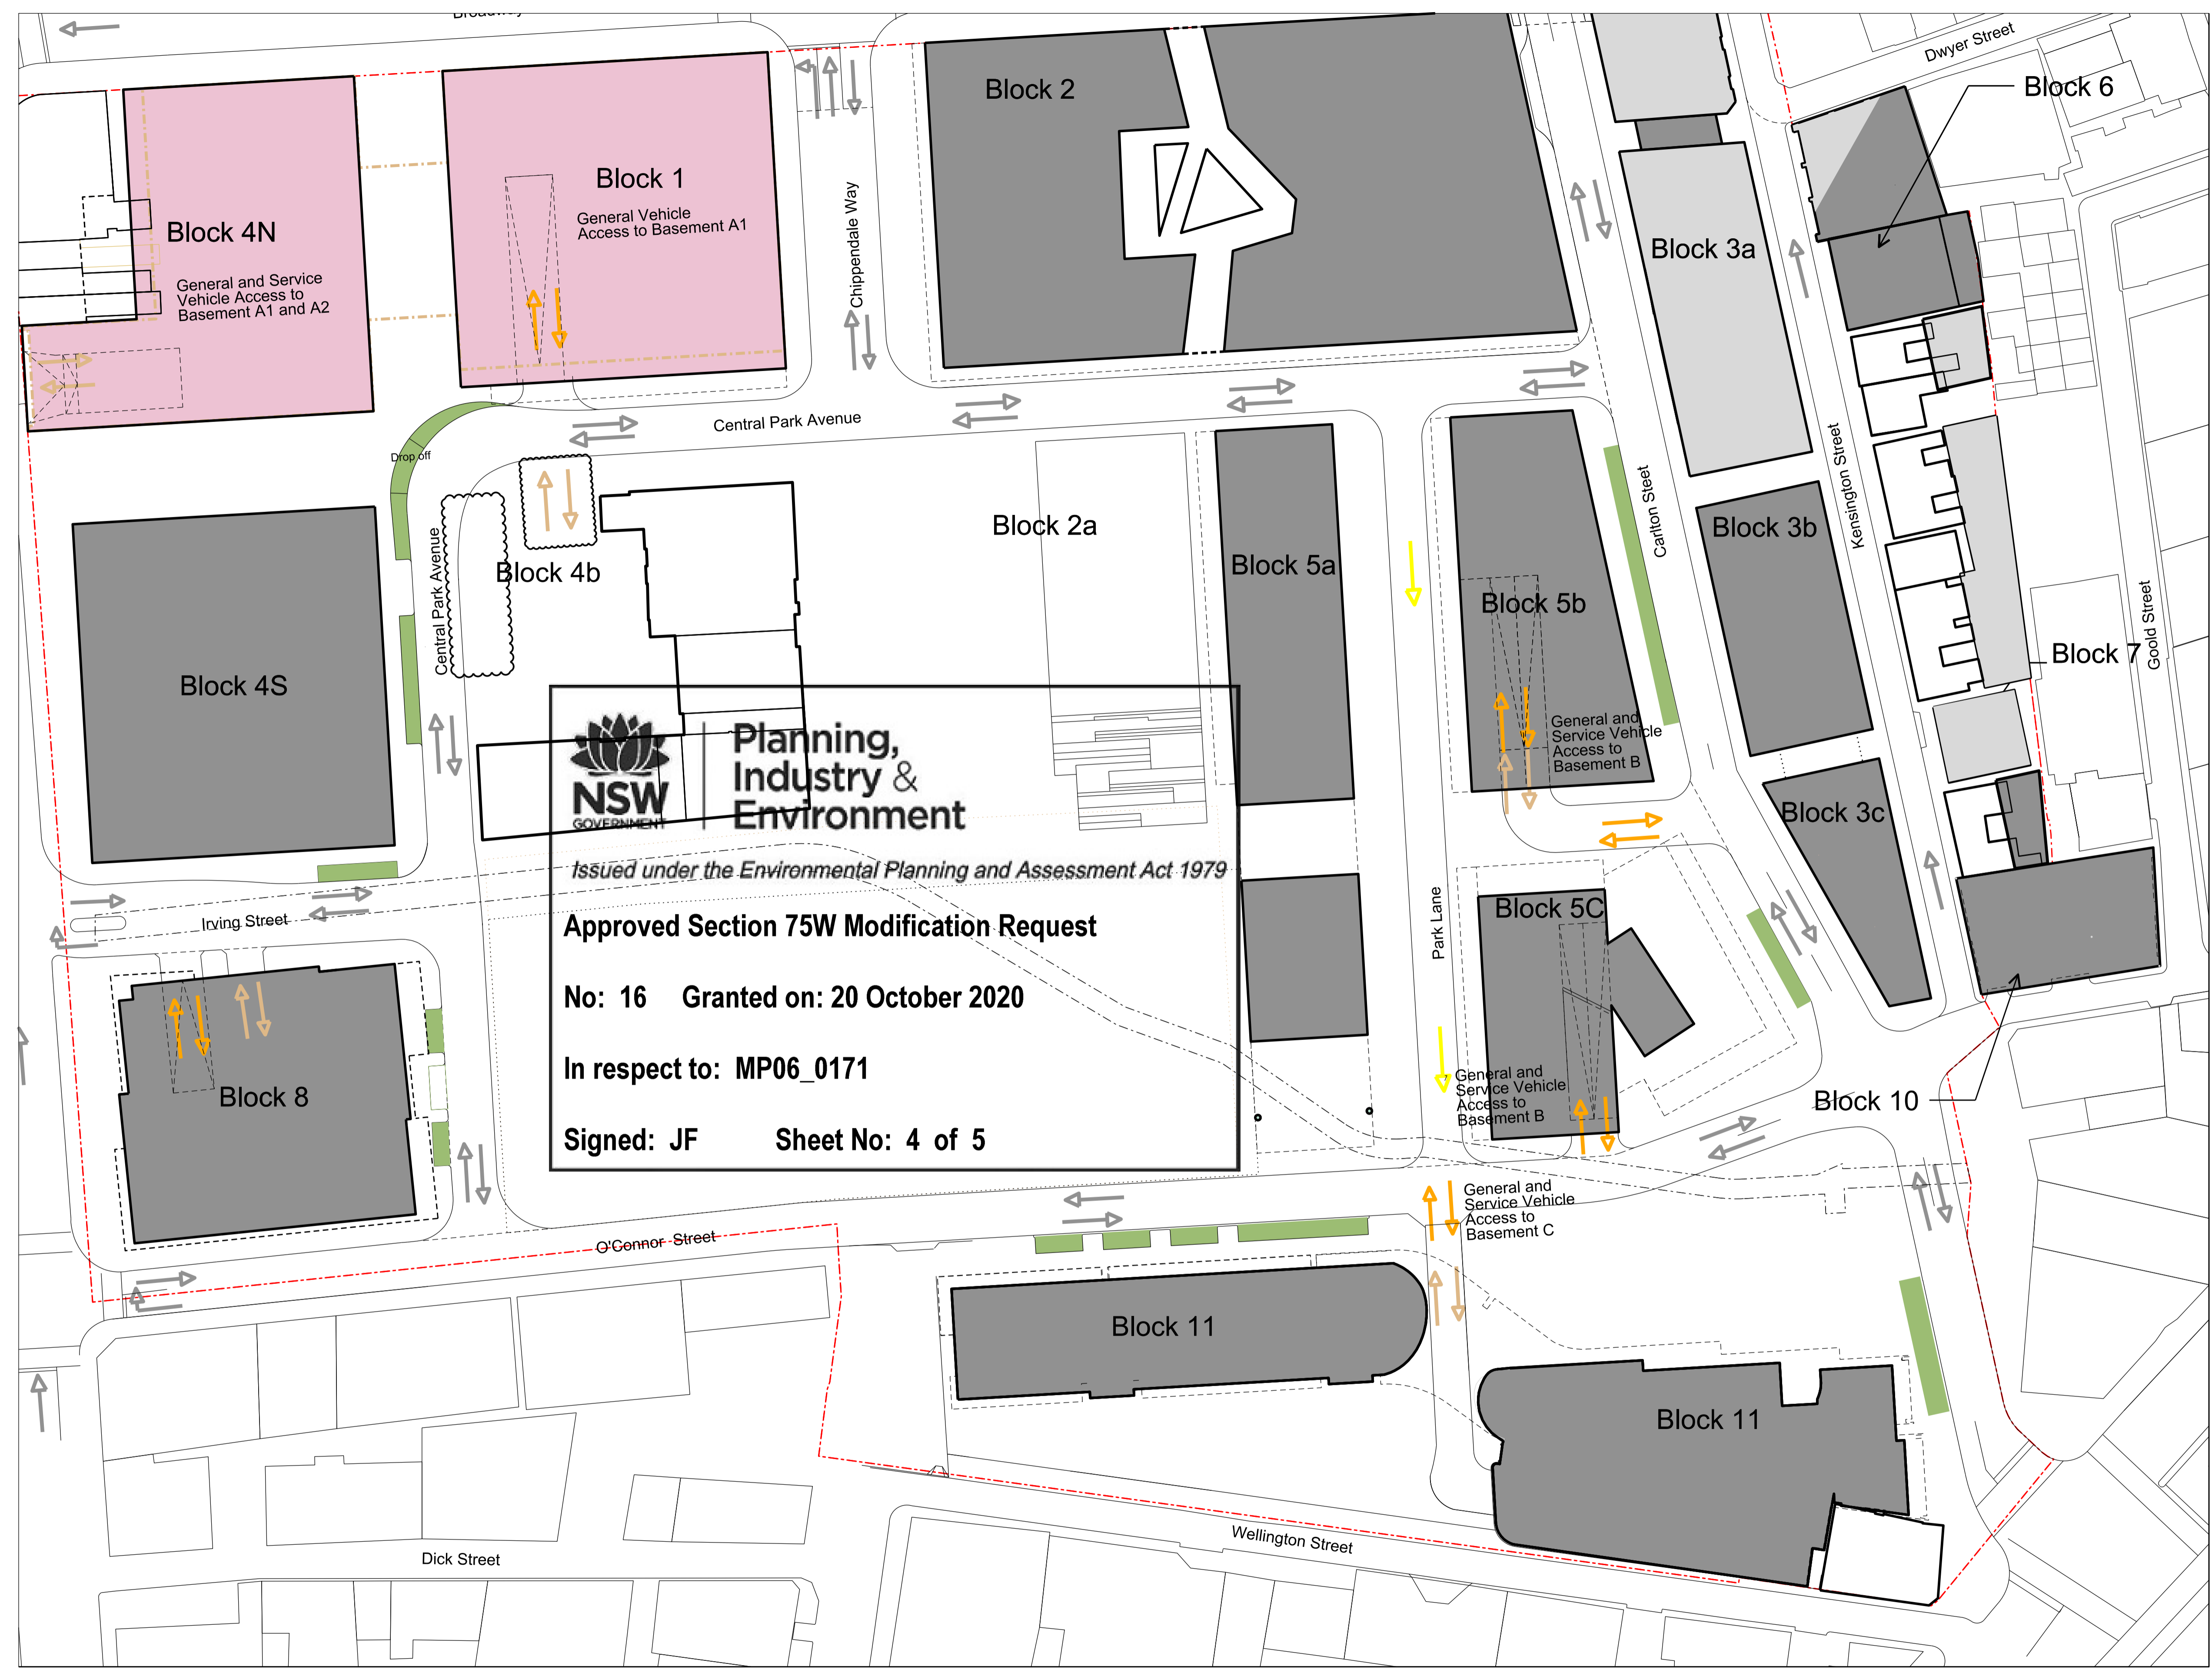 Broadway
Dwyer Street
Block 6
Block 2
Block 1
General Vehicle
Access to Basement A1
Block 4N
General and Service
Vehicle Access to
Basement A1 and A2
Chippendale Way
Block 3a
Central Park Avenue
Drop off
Kensington Street
Carlton Steet
Block 3b
Block 2a
Block 5a
Block 4b
Central Park Avenue
Block 5b
Block 7
Goold Street
Block 4S
General and
Service Vehicle
Access to
Basement B
Block 3c
NSW
GOVERNMENT
Planning,
Industry &
Environment
Issued under the Environmental Planning and Assessment Act 1979
Approved Section 75W Modification Request
No: 16 Granted on: 20 October 2020
In respect to: MP06_0171
Signed: JF Sheet No: 4 of 5
Irving Street
Park Lane
Block 5C
Block 8
General and
Service Vehicle
Access to
Basement B
Block 10
General and
Service Vehicle
Access to
Basement C
O'Connor Street
Block 11
Block 11
Wellington Street
Dick Street